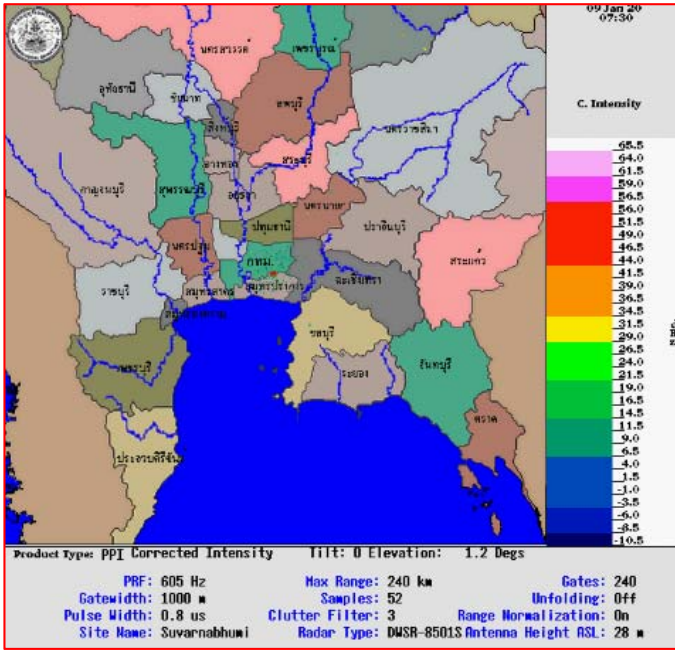 09 Jan 20
07:30
C. Intensity
นครสวรรค์
เพชรบูรณ์
อุทัยธานี
ชัยนาท
ลพบุรี
สิงห์บุรี
นครราชสีมา
อ่างทอง
สระบุรี
กาญจนบุรี
สุพรรณบุรี
อยุธยา
นครนายก
ปทุมธานี
ปราจีนบุรี
นครปฐม
กทม.
สระแก้ว
ราชบุรี
สมุทรสาคร
สมุทรปราการ
ฉะเชิงเทรา
ชลบุรี
เพชรบุรี
ระยอง
จันทบุรี
ตราด
ประจวบคีรีขันธ์
65.5
64.0
61.5
59.0
56.5
56.0
51.5
49.0
46.5
44.0
41.5
39.0
36.5
34.0
31.5
29.0
26.5
24.0
21.5
19.0
16.5
14.0
11.5
9.0
6.5
4.0
1.5
-1.0
-3.5
-6.0
-8.5
-10.5
Product Type: PPI Corrected Intensity Tilt: 0 Elevation: 1.2 Degs
PRF: 605 Hz Max Range: 240 km Gates: 240
Gatewidth: 1000 m Samples: 52 Unfolding: Off
Pulse Width: 0.8 us Clutter Filter: 3 Range Normalization: On
Site Name: Suvarnabhumi Radar Type: DWSR-8501S Antenna Height ASL: 28 m